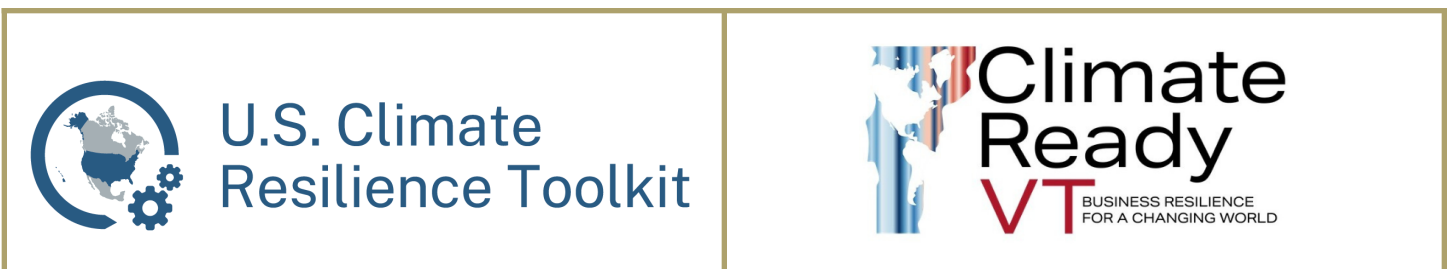 U.S. Climate
Resilience Toolkit
Climate
Ready
VT
BUSINESS RESILIENCE
FOR A CHANGING WORLD